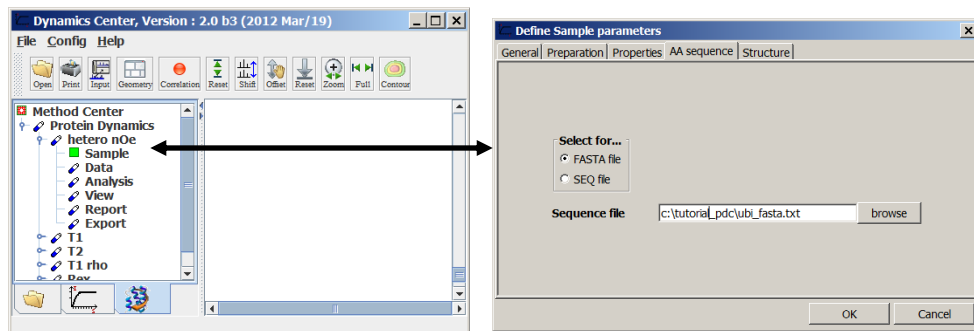 Dynamics Center, Version : 2.0 b3 (2012 Mar/19)
File Config Help
Open Print Input Geometry Correlation Reset Shift Offset Reset Zoom Full Contour
Method Center
Protein Dynamics
hetero nOe
Sample
Data
Analysis
View
Report
Export
T1
T2
T1 rho
Rex
Define Sample parameters
General Preparation Properties AA sequence Structure
Select for...
FASTA file
SEQ file
Sequence file c:\tutorial_pdc\ubi_fasta.txt browse
OK Cancel